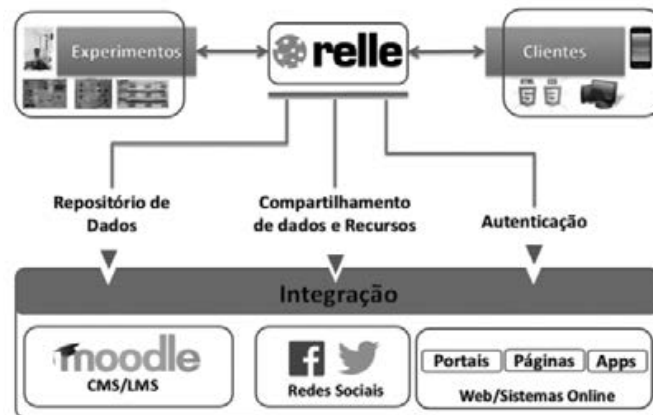 Experimentos
relle
Clientes
HTML
Repositório de
Dados
Compartilhamento
de dados e Recursos
Autenticação
Integração
moodle
CMS/LMS
Redes Sociais
Portais Páginas Apps
Web/Sistemas Online